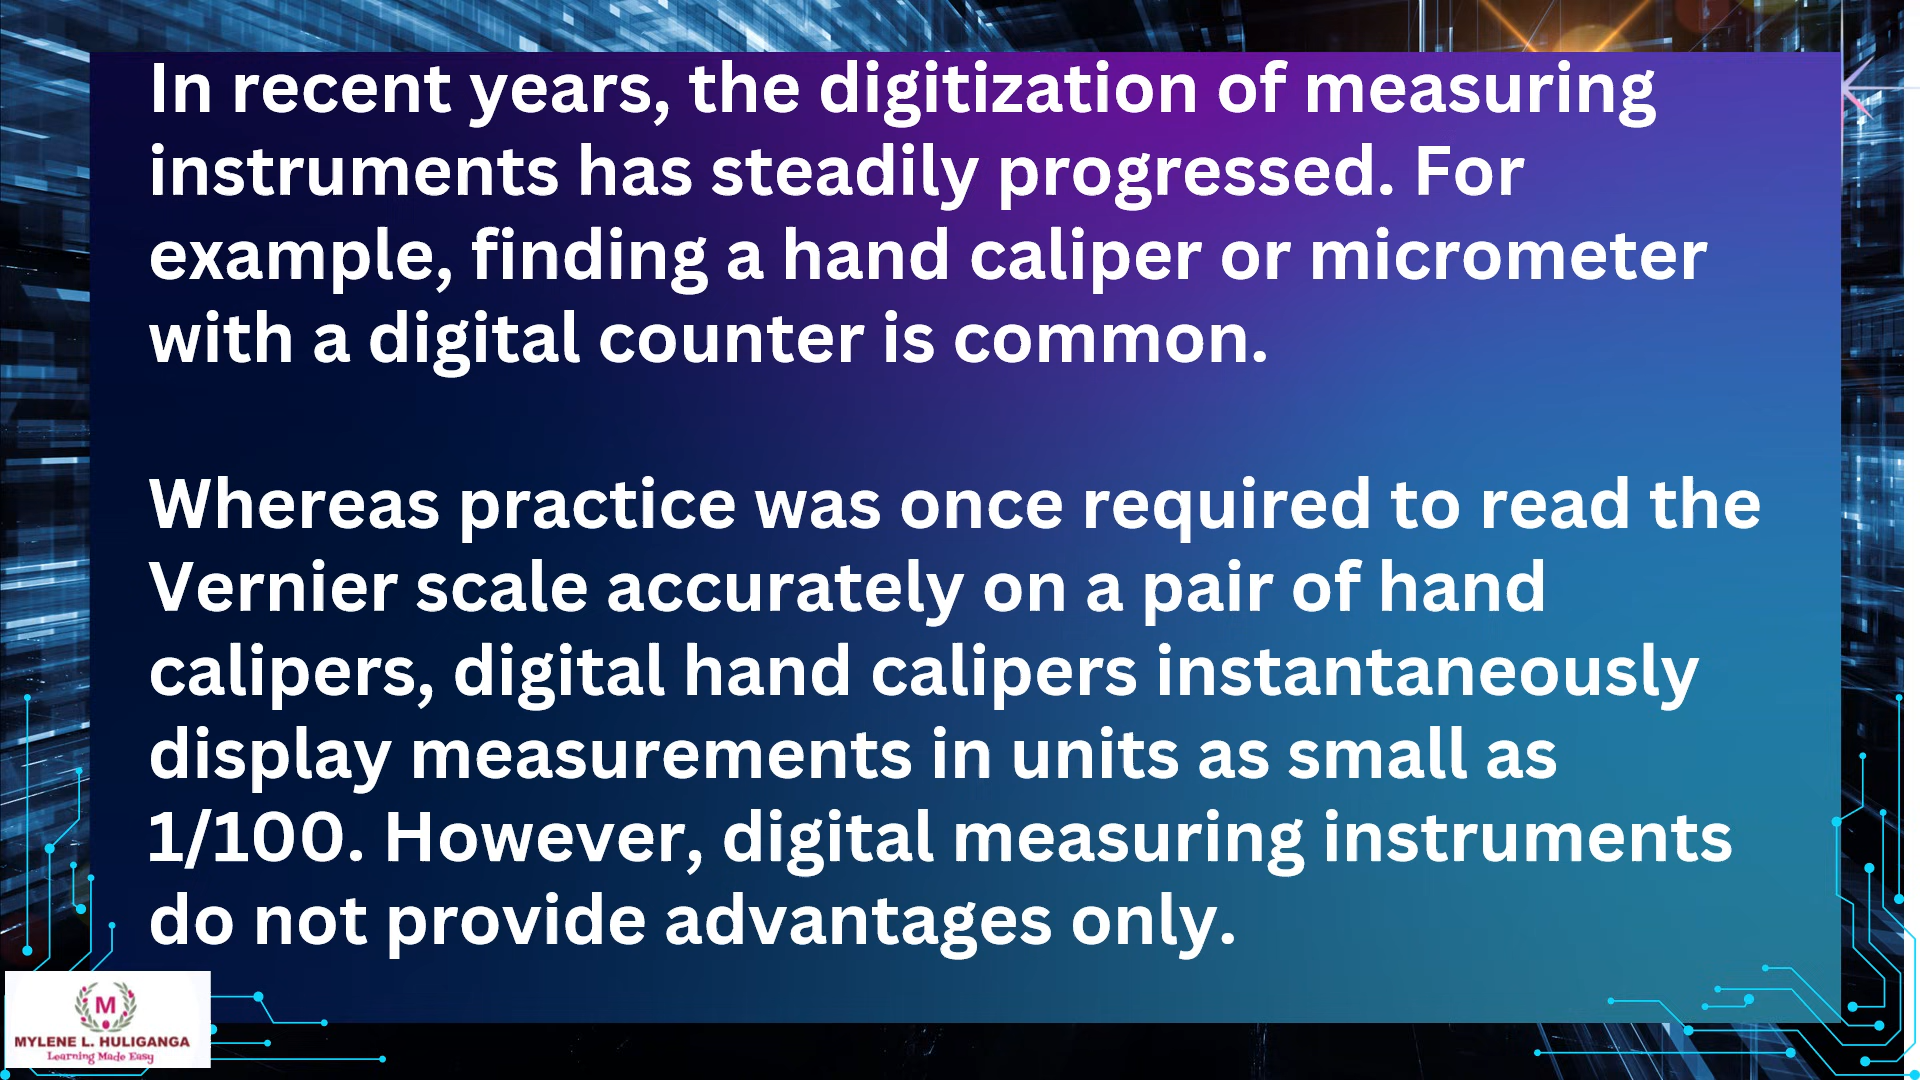 In recent years, the digitization of measuring
instruments has steadily progressed. For
example, finding a hand caliper or micrometer
with a digital counter is common.
Whereas practice was once required to read the
Vernier scale accurately on a pair of hand
calipers, digital hand calipers instantaneously
display measurements in units as small as
1/100. However, digital measuring instruments
do not provide advantages only.
M
MYLENE L. HULIGANGA
Learning Made Easy